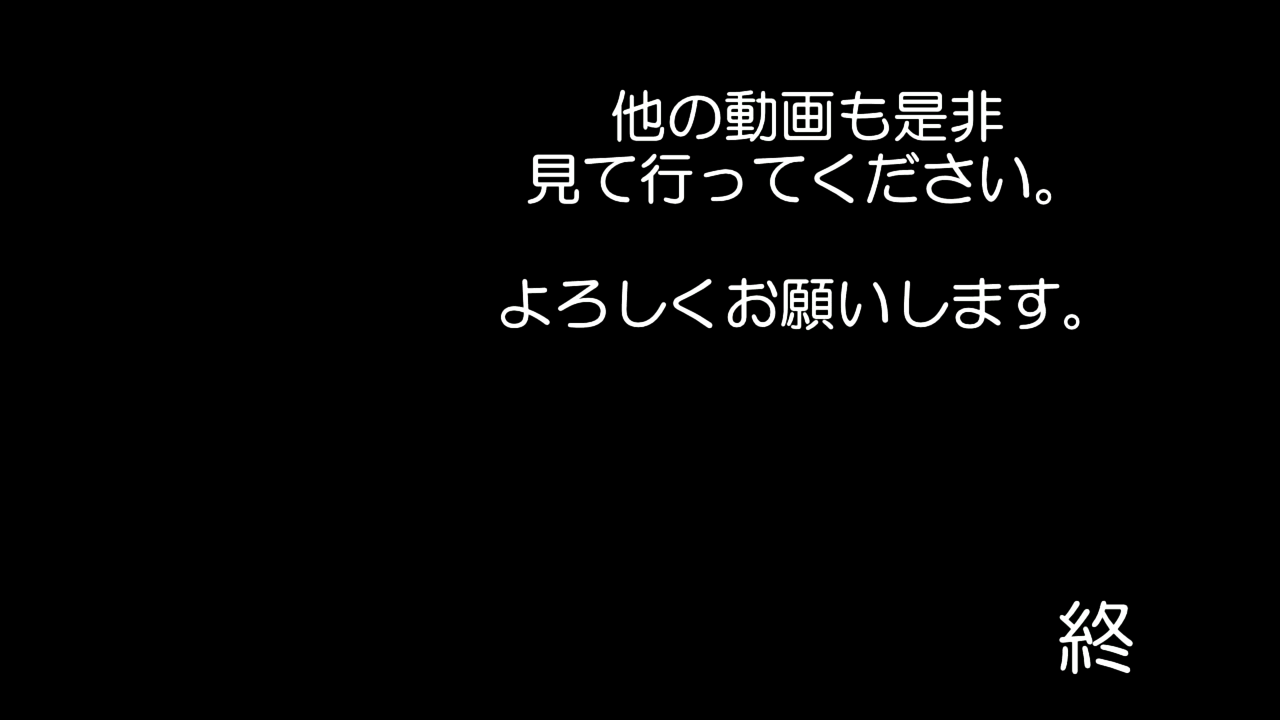 他の動画も是非
見て行ってください。
よろしくお願いします。
終